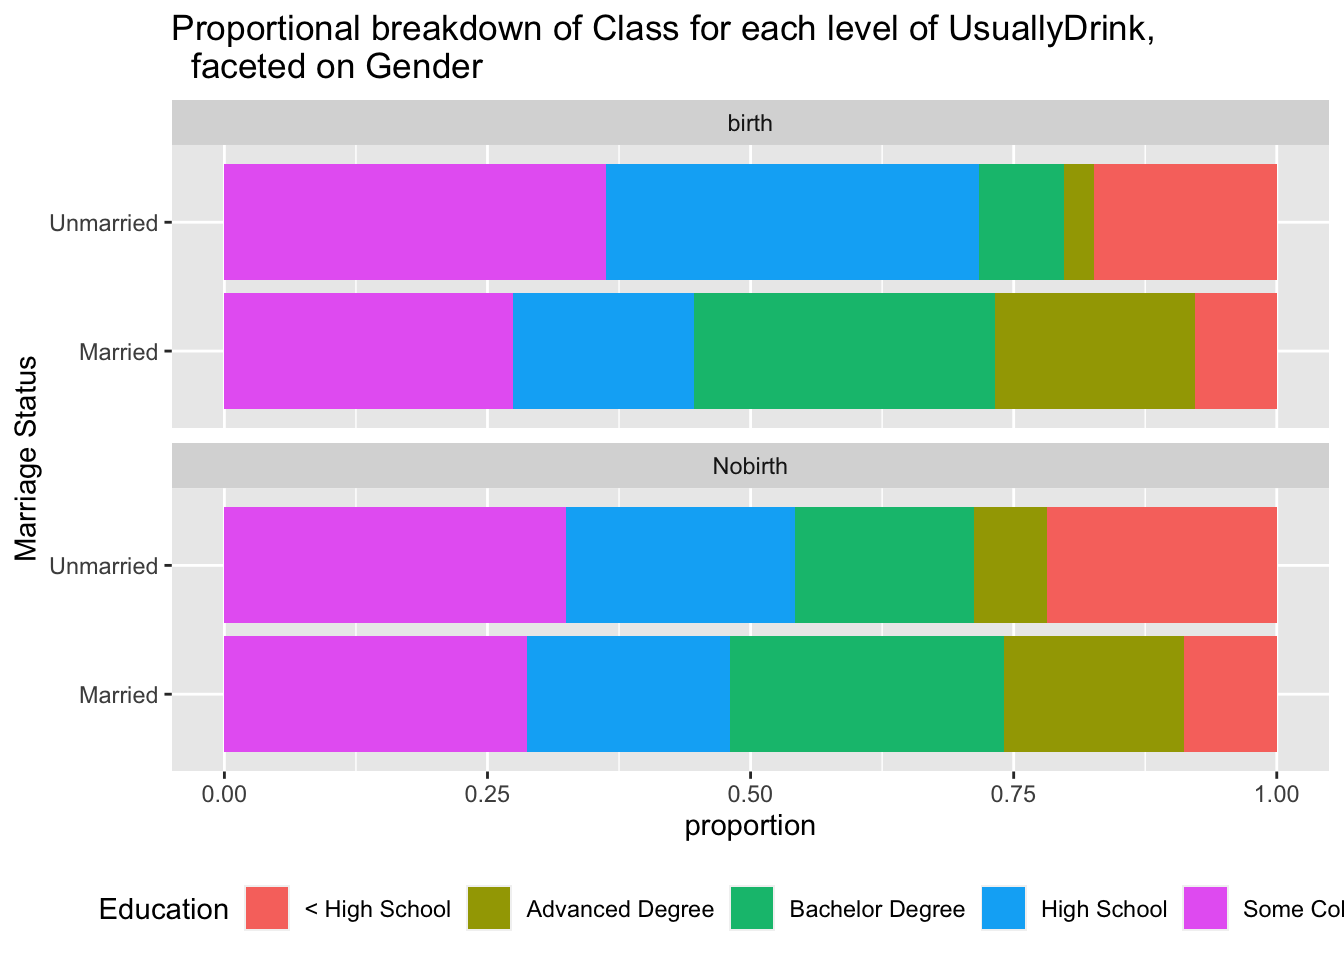 Proportional breakdown of Class for each level of UsuallyDrink,
faceted on Gender
birth
Unmarried
Married
Marriage Status
Nobirth
Unmarried
Married
0.00 0.25 0.50 0.75 1.00
proportion
Education < High School Advanced Degree Bachelor Degree High School Some Col